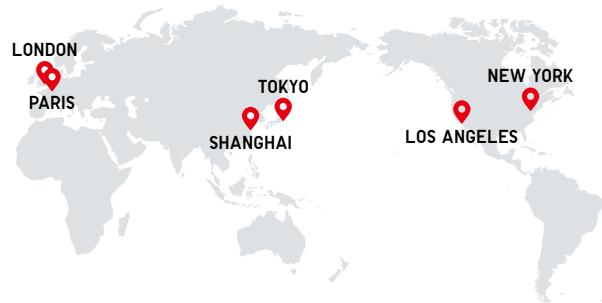 LONDON
PARIS
TOKYO
SHANGHAI
NEW YORK
LOS ANGELES